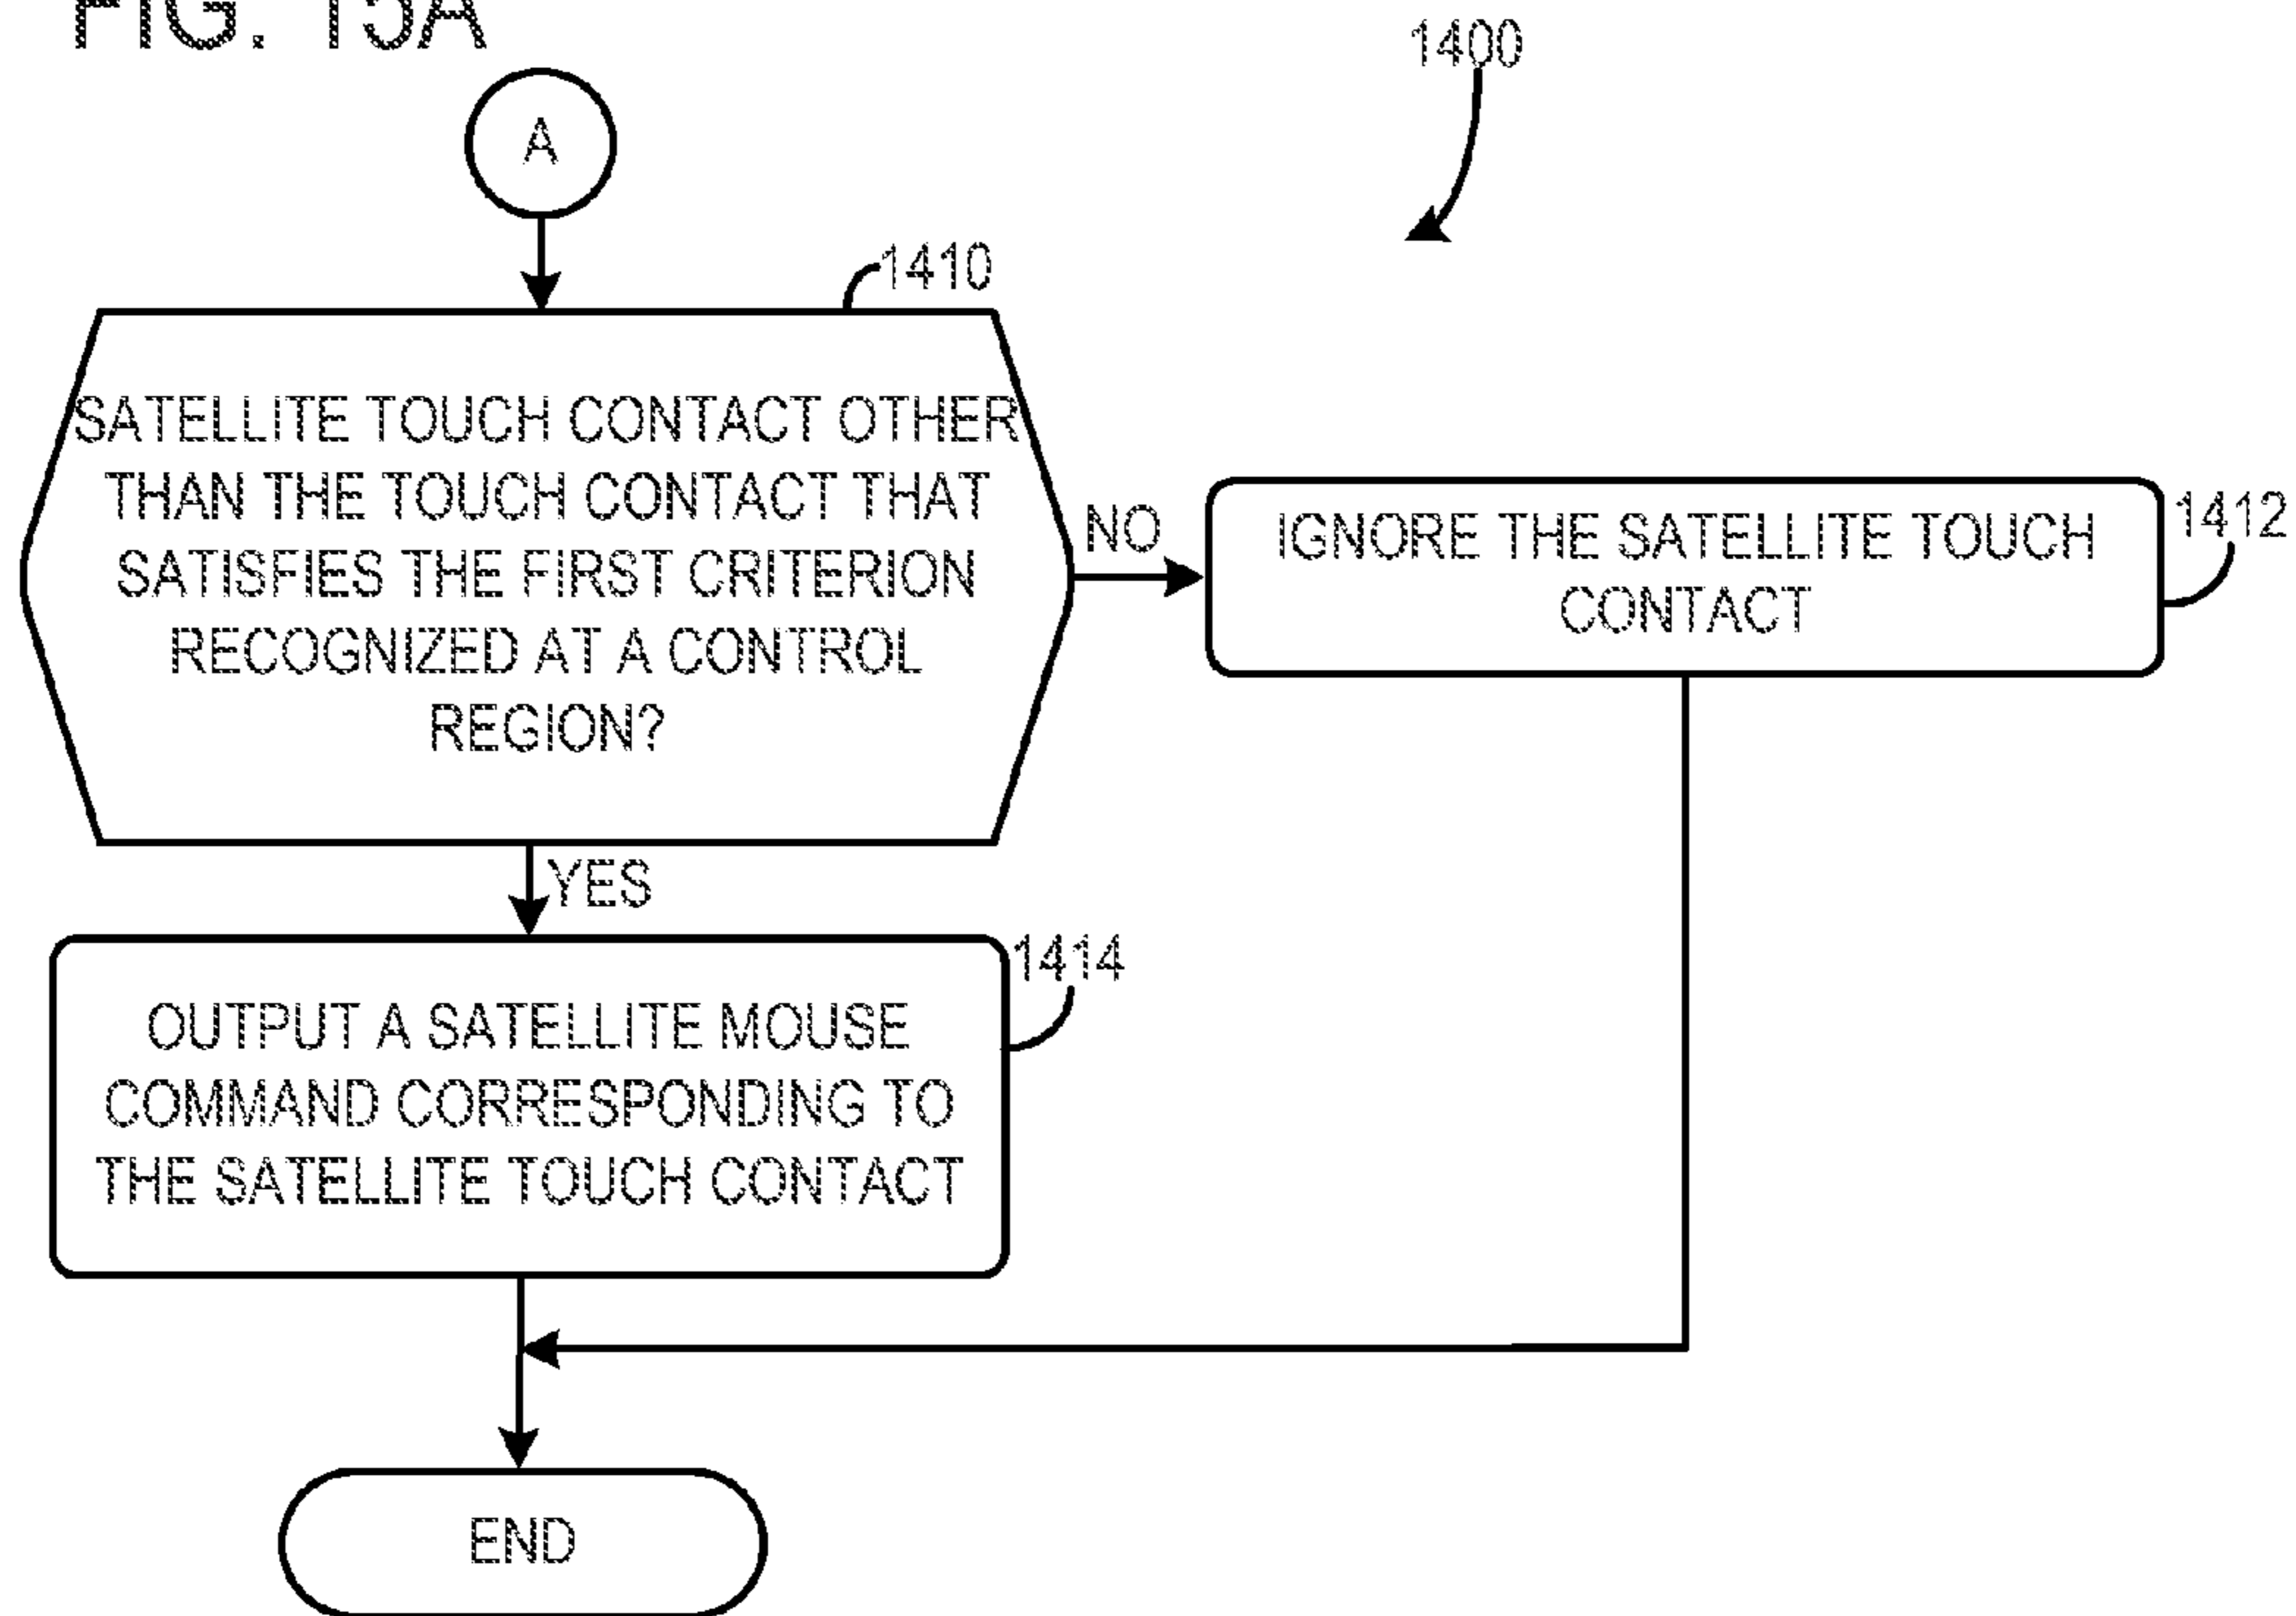 FIG. 15A
1400
A
1410
SATELLITE TOUCH CONTACT OTHER
THAN THE TOUCH CONTACT THAT
SATISFIES THE FIRST CRITERION
RECOGNIZED AT A CONTROL
REGION?
NO
IGNORE THE SATELLITE TOUCH
CONTACT
1412
YES
1414
OUTPUT A SATELLITE MOUSE
COMMAND CORRESPONDING TO
THE SATELLITE TOUCH CONTACT
END